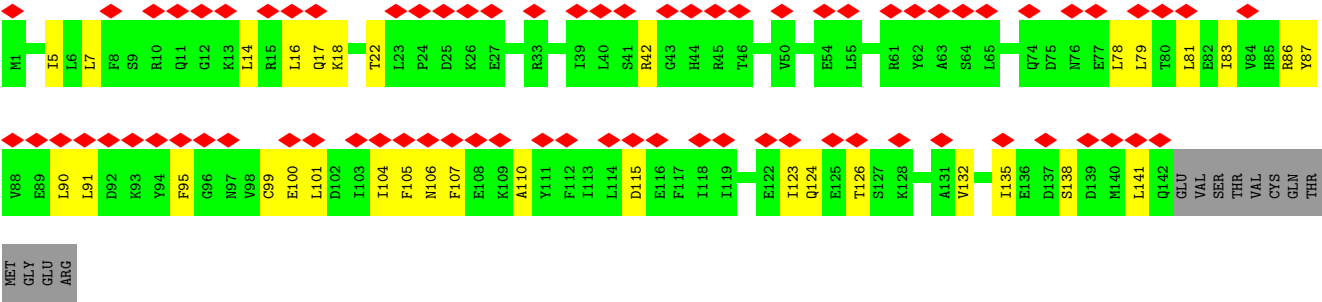 M1 I5 L6 L7 F8 S9 R10 Q11 G12 K13 L14 R15 L16 Q17 K18 T22 L23 P24 D25 K26 E27 R33 I39 L40 S41 R42 G43 H44 R45 T46 V50 E54 L55 R61 Y62 A63 S64 L65 Q74 D75 N76 E77 L78 L79 T80 L81 E82 I83 V84 H85 R86 Y87
V88 E89 L90 L91 D92 K93 Y94 F95 G96 N97 V98 C99 E100 L101 D102 I103 I104 F105 N106 F107 E108 K109 A110 Y111 F112 I113 L114 D115 E116 F117 I118 I119 E122 I123 Q124 E125 T126 S127 K128 A131 V132 I135 E136 D137 S138 D139 M140 L141 Q142 GLU VAL SER THR VAL CYS GLN THR
MET GLY GLU ARG